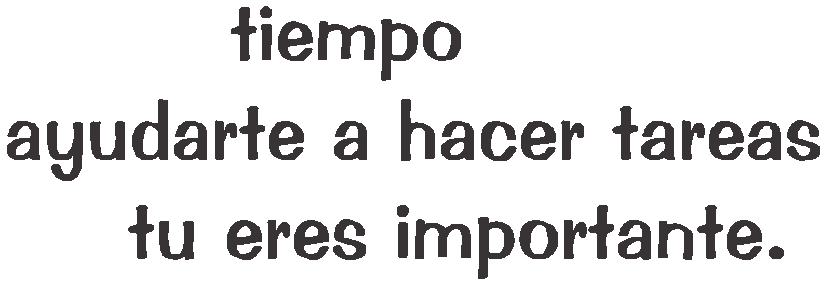 tiempo
ayudarte a hacer tareas
tu eres importante.